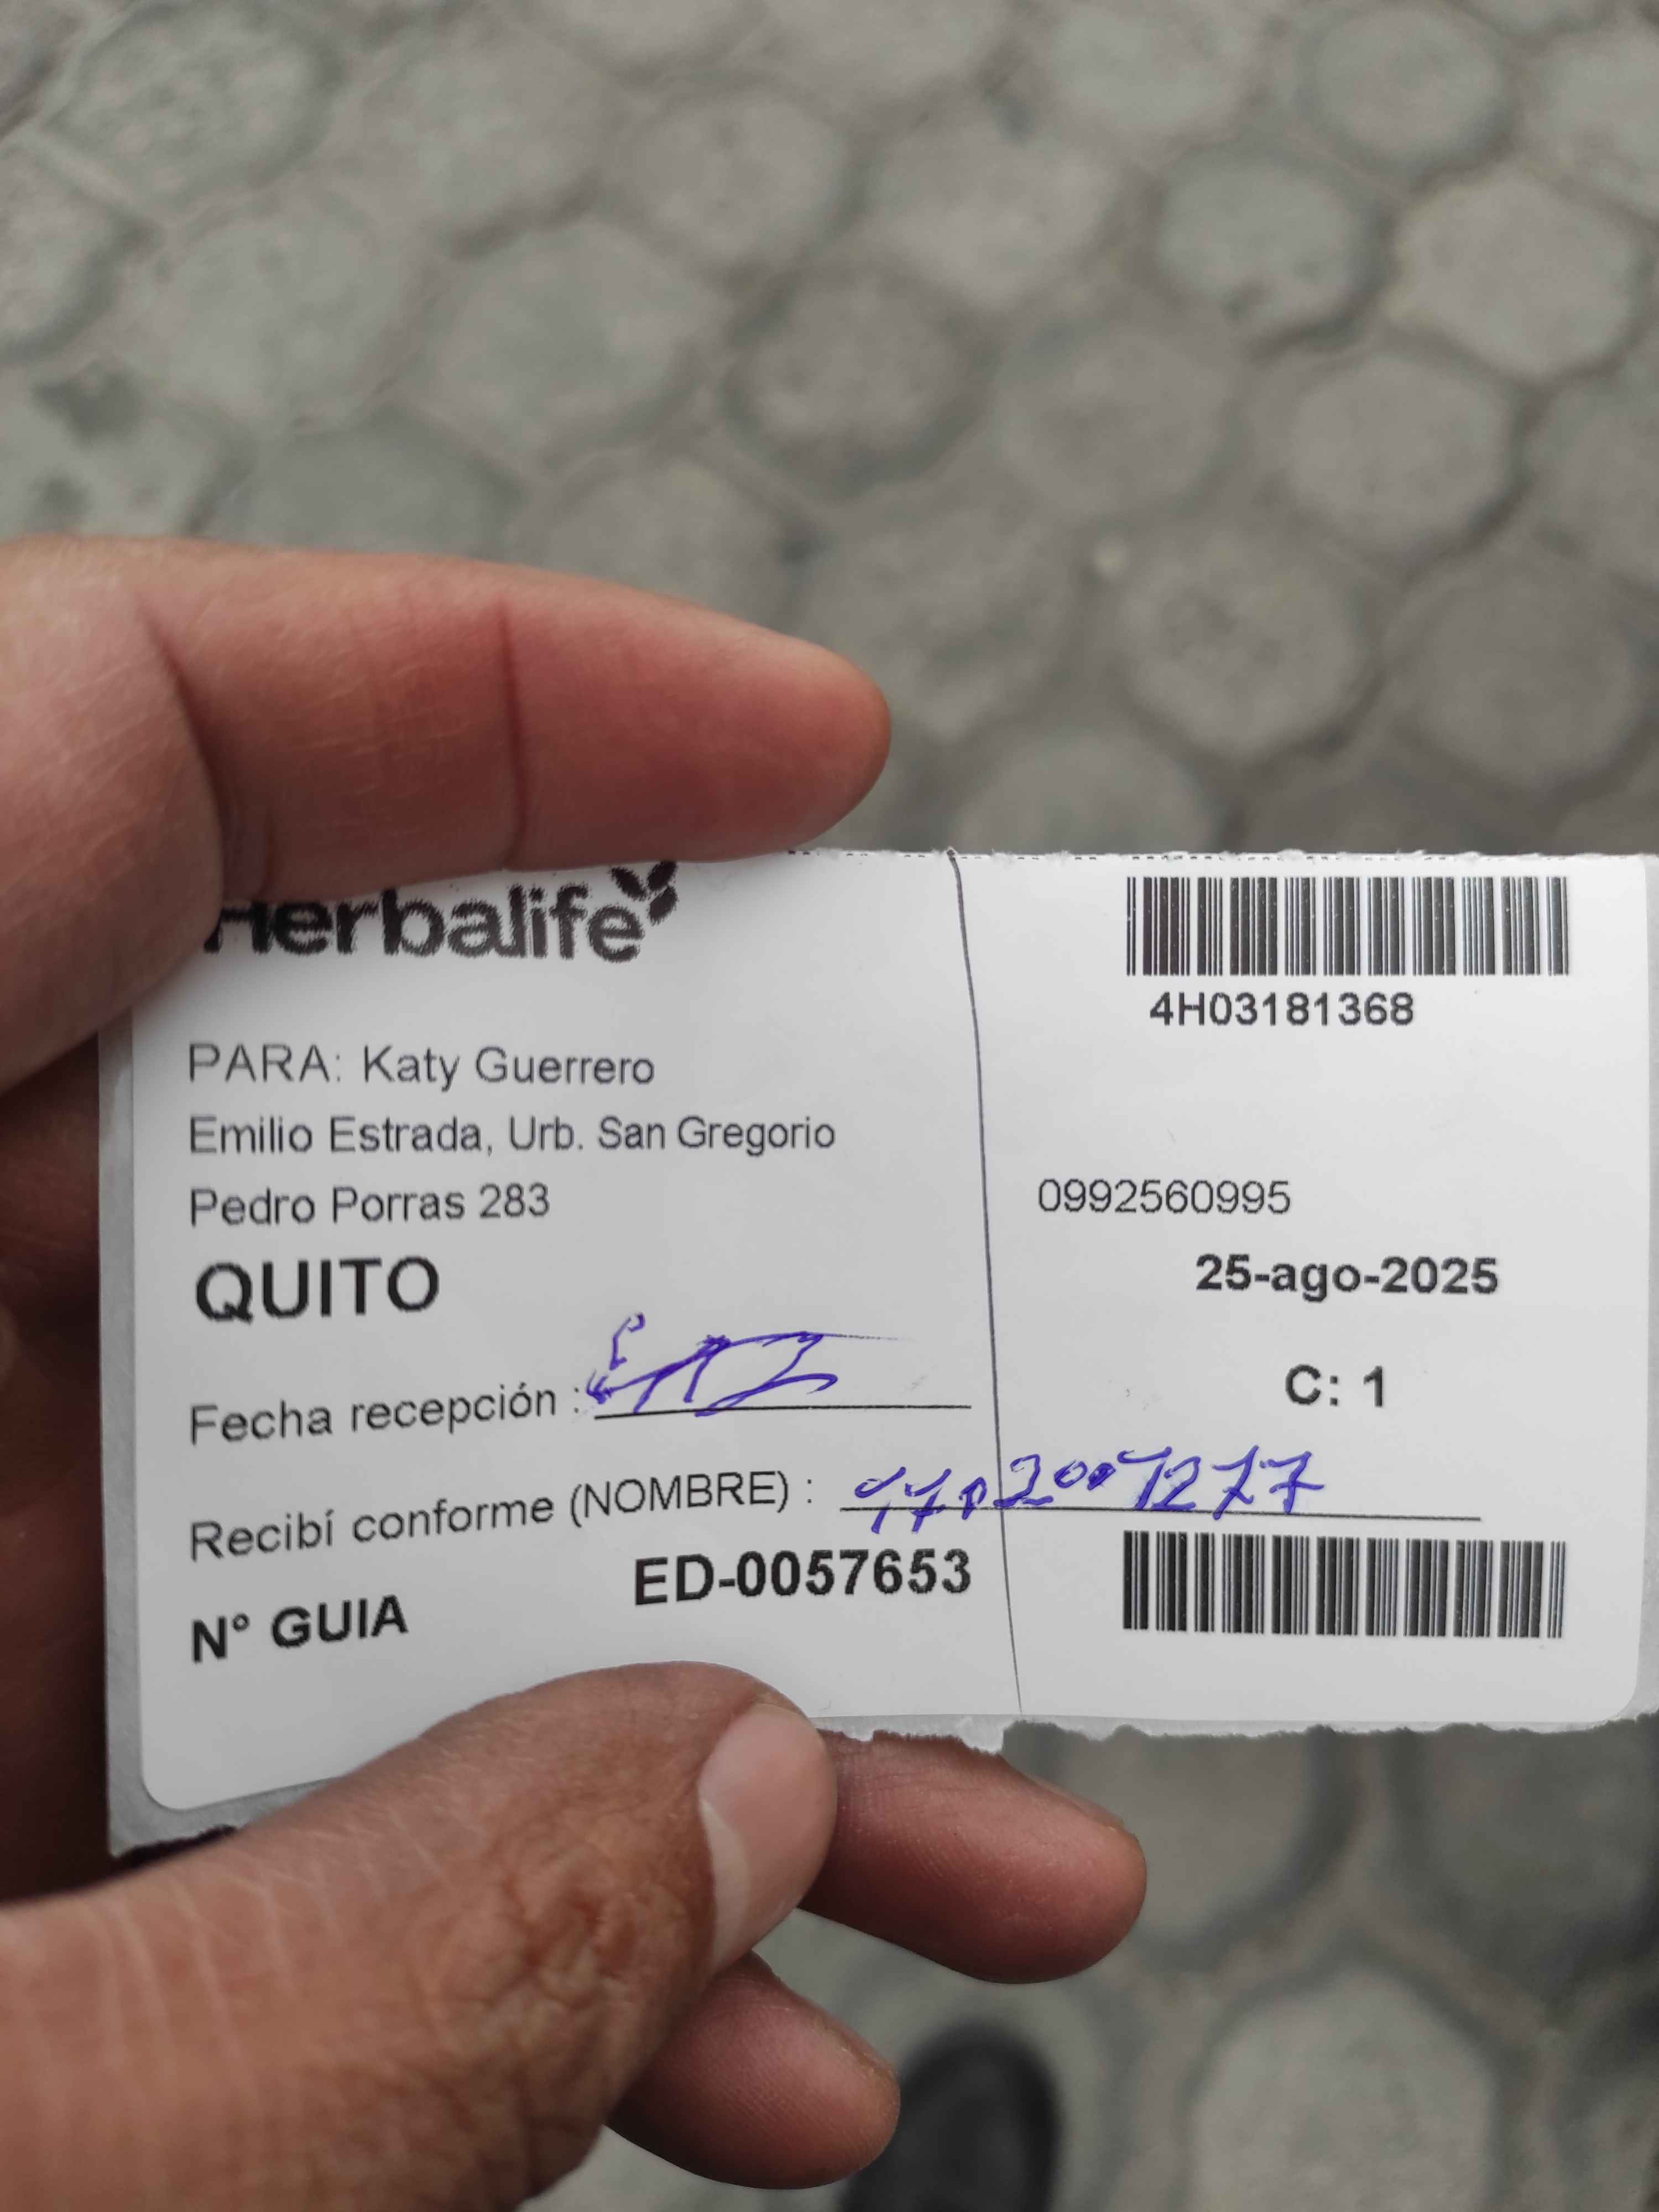 Herbalife
4H03181368
PARA: Katy Guerrero
Emilio Estrada, Urb. San Gregorio
Pedro Porras 283
0992560995
QUITO
25-ago-2025
Fecha recepción :
C: 1
Recibí conforme (NOMBRE) :
N° GUIA ED-0057653